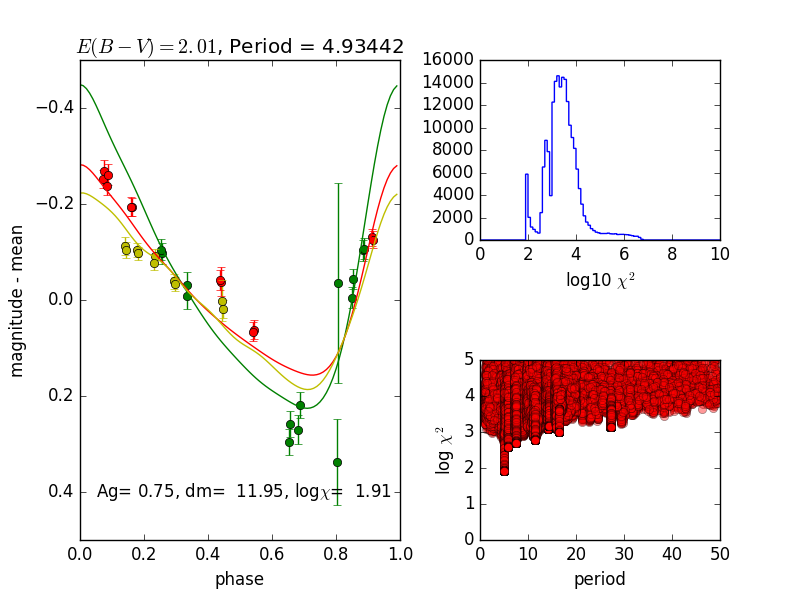 E(B − V) = 2.01, Period = 4.93442
−0.4
−0.2
0.0
0.2
0.4
magnitude - mean
Ag= 0.75, dm= 11.95, logχ= 1.91
0.0 0.2 0.4 0.6 0.8 1.0
phase
16000
14000
12000
10000
8000
6000
4000
2000
0
0 2 4 6 8 10
log10 χ²
5
4
3
2
1
0
log χ²
0 10 20 30 40 50
period